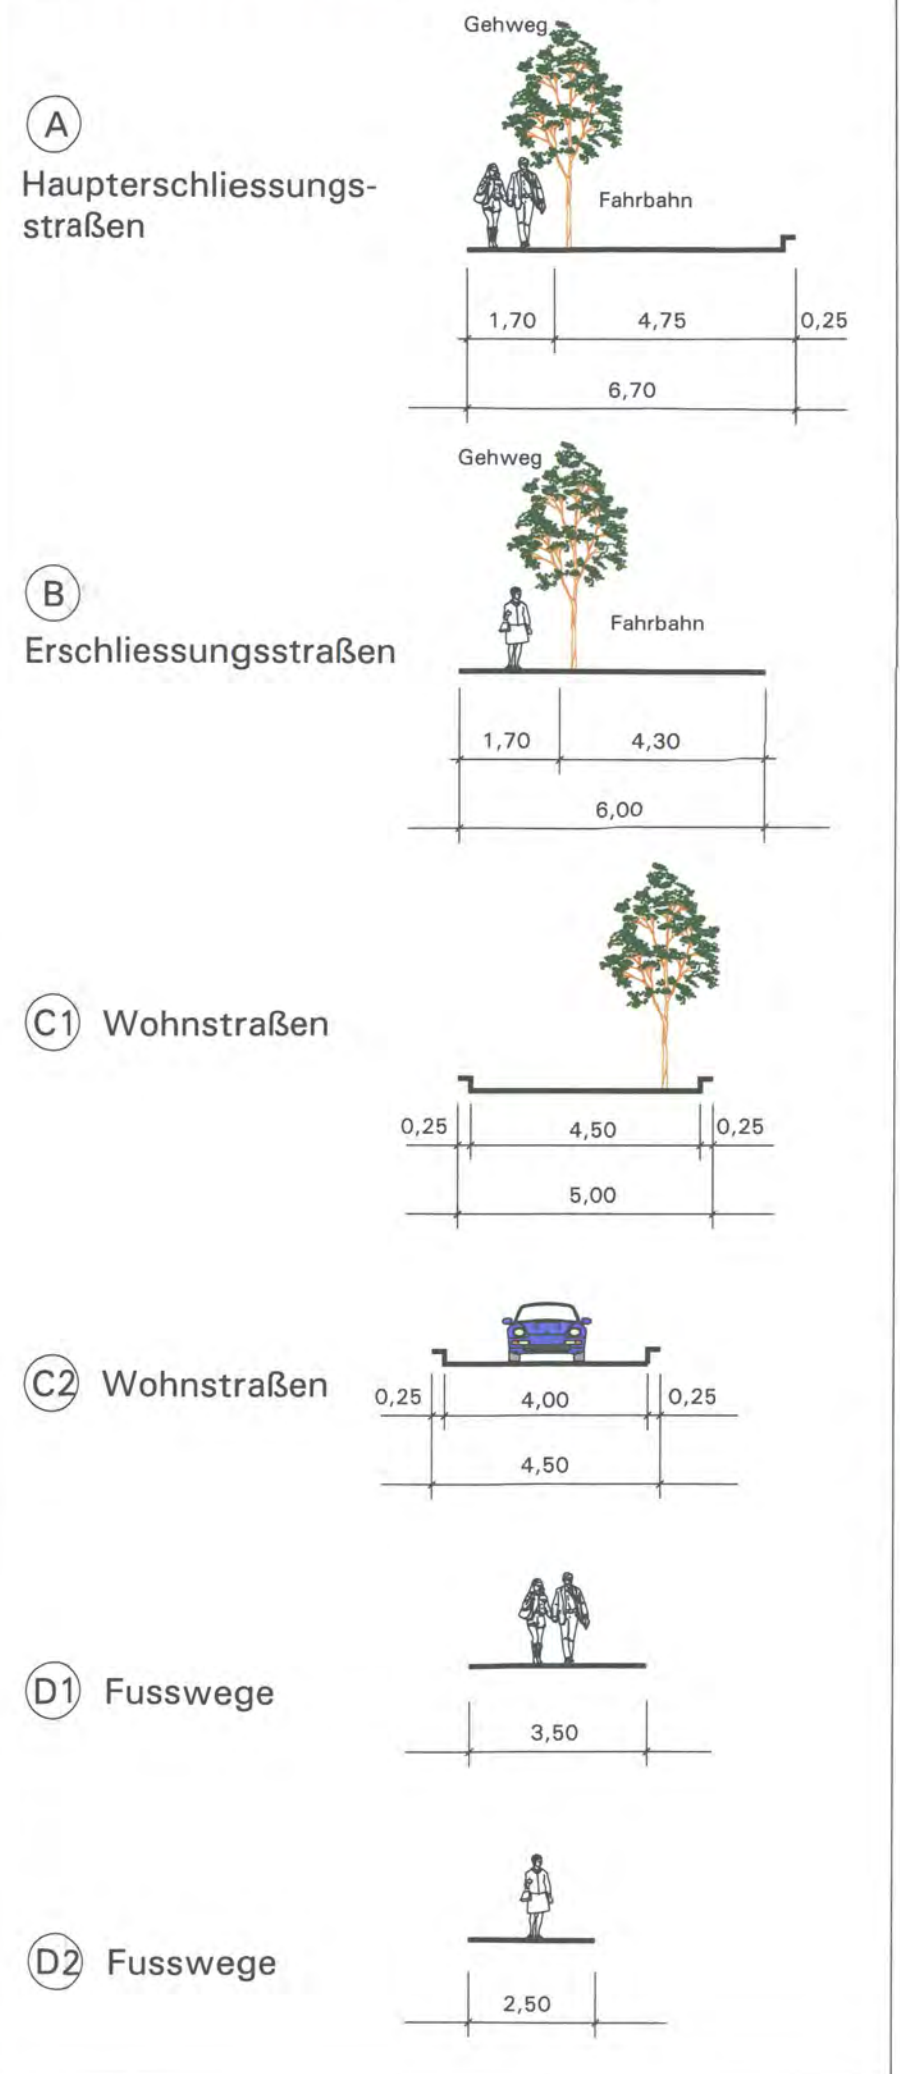 Gehweg
A
Haupterschliessungs-
straßen
Fahrbahn
1,70 4,75 0,25
6,70
Gehweg
B
Erschliessungsstraßen
Fahrbahn
1,70 4,30
6,00
C1 Wohnstraßen
0,25 4,50 0,25
5,00
C2 Wohnstraßen
0,25 4,00 0,25
4,50
D1 Fusswege
3,50
D2 Fusswege
2,50